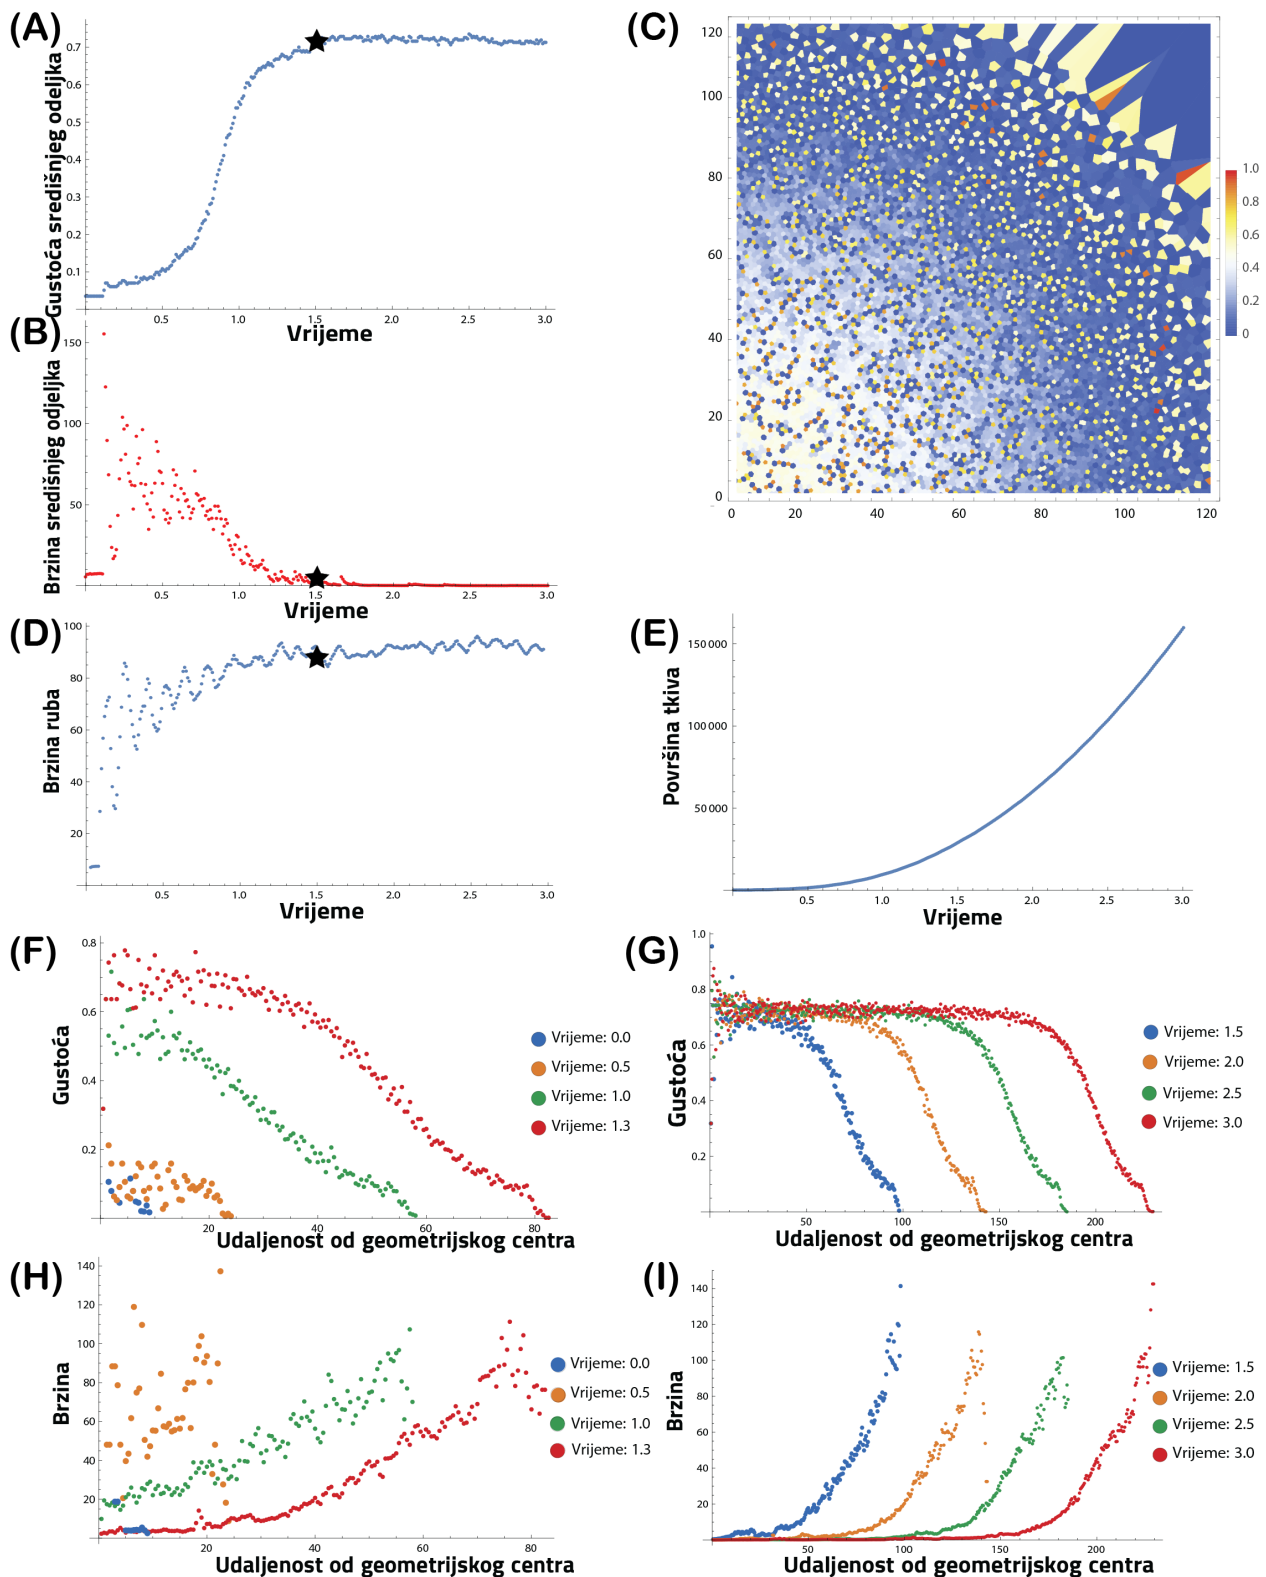 (A)
Gustoća središnjeg odeljka
0.7
0.6
0.5
0.4
0.3
0.2
0.1
0.5 1.0 1.5 2.0 2.5 3.0
Vrijeme
(B)
Brzina središnjeg odjeljka
150
100
50
0.5 1.0 1.5 2.0 2.5 3.0
Vrijeme
(C)
120
100
80
60
40
20
0
0 20 40 60 80 100 120
1.0
0.8
0.6
0.4
0.2
0
(D)
Brzina ruba
100
80
60
40
20
0.5 1.0 1.5 2.0 2.5 3.0
Vrijeme
(E)
Površina tkiva
150 000
100 000
50 000
0.5 1.0 1.5 2.0 2.5 3.0
Vrijeme
(F)
Gustoća
0.8
0.6
0.4
0.2
20 40 60 80
Udaljenost od geometrijskog centra
Vrijeme: 0.0
Vrijeme: 0.5
Vrijeme: 1.0
Vrijeme: 1.3
(G)
Gustoća
1.0
0.8
0.6
0.4
0.2
50 100 150 200
Udaljenost od geometrijskog centra
Vrijeme: 1.5
Vrijeme: 2.0
Vrijeme: 2.5
Vrijeme: 3.0
(H)
Brzina
140
120
100
80
60
40
20
20 40 60 80
Udaljenost od geometrijskog centra
Vrijeme: 0.0
Vrijeme: 0.5
Vrijeme: 1.0
Vrijeme: 1.3
(I)
Brzina
140
120
100
80
60
40
20
50 100 150 200
Udaljenost od geometrijskog centra
Vrijeme: 1.5
Vrijeme: 2.0
Vrijeme: 2.5
Vrijeme: 3.0